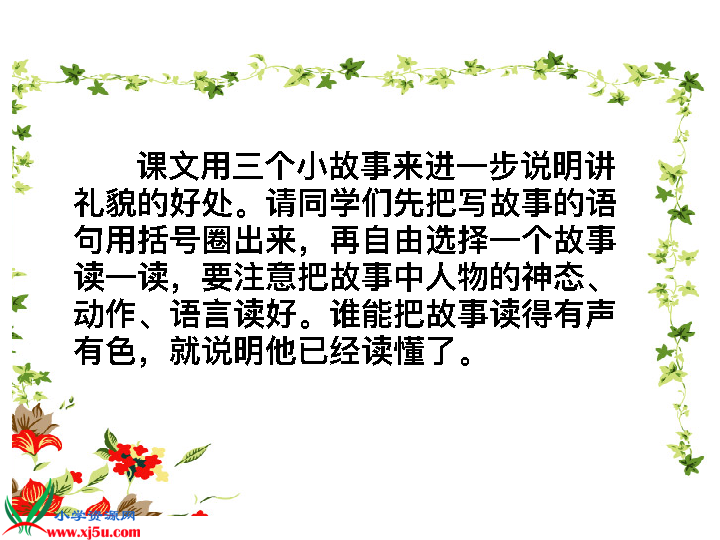 课文用三个小故事来进一步说明讲
礼貌的好处。请同学们先把写故事的语
句用括号圈出来，再自由选择一个故事
读一读，要注意把故事中人物的神态、
动作、语言读好。谁能把故事读得有声
有色，就说明他已经读懂了。
小学资源网
www.xj5u.com